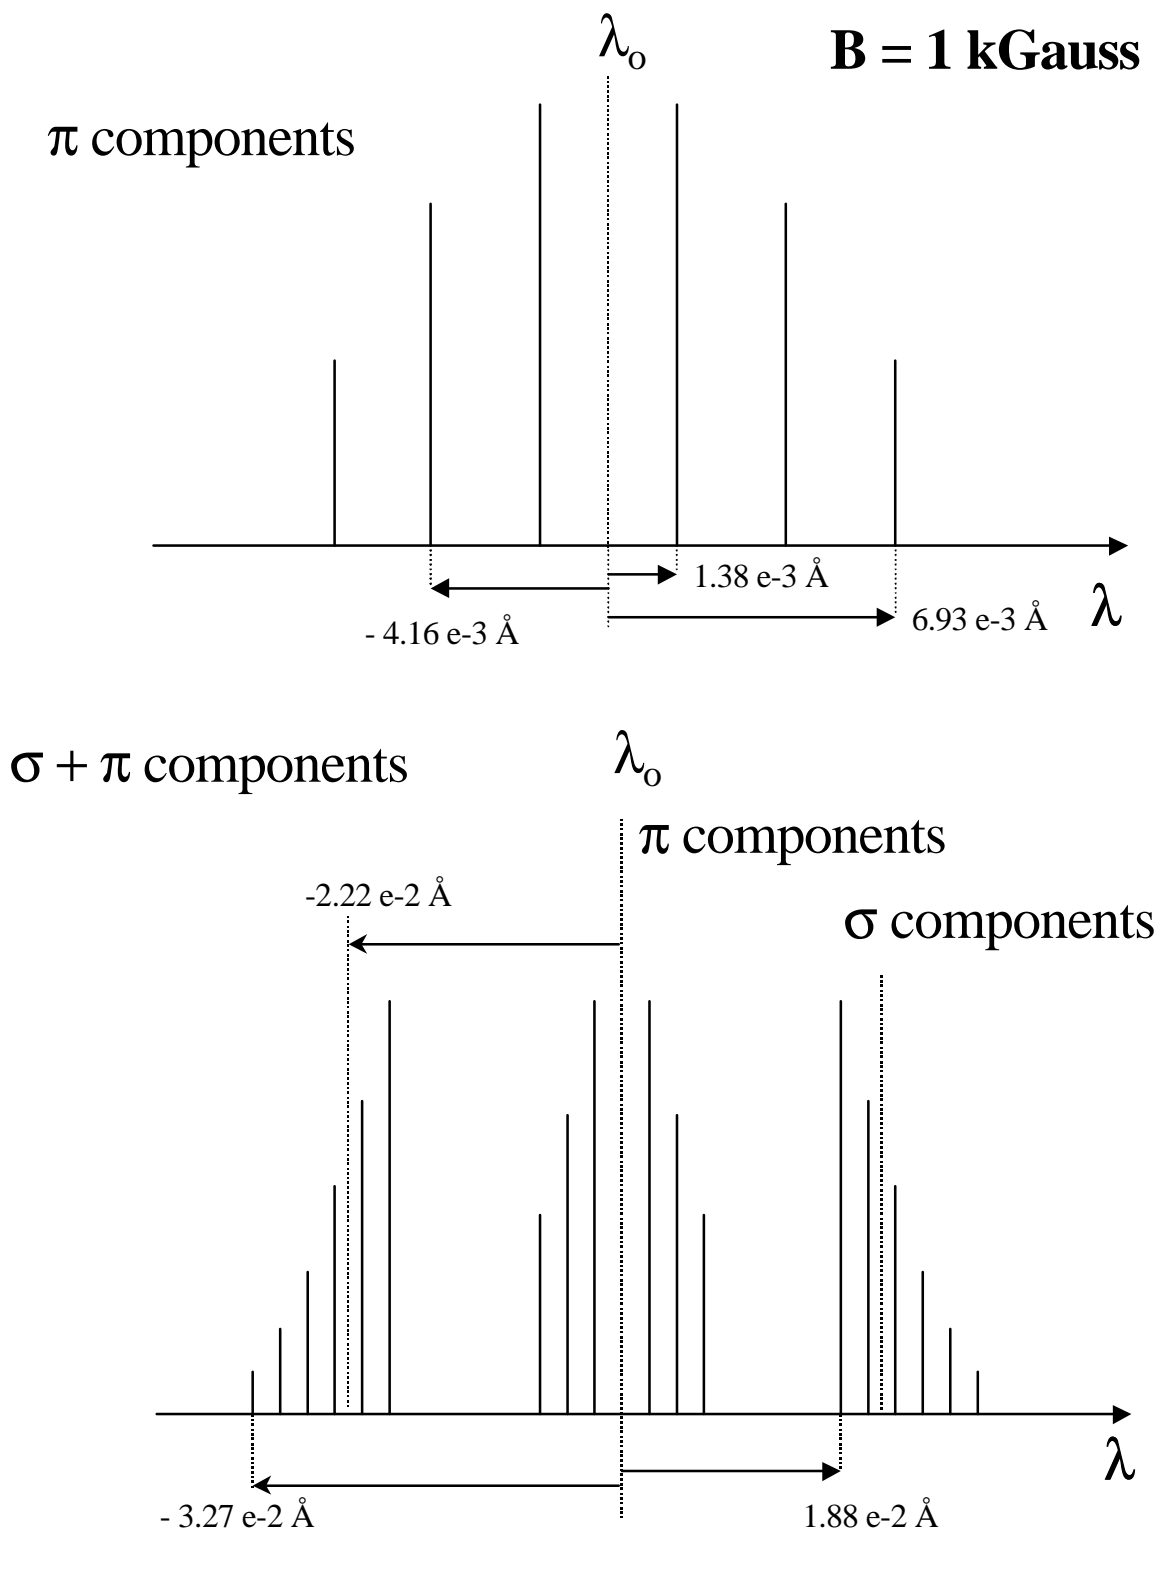 λo
B = 1 kGauss
π components
1.38 e-3 Å
6.93 e-3 Å
λ
- 4.16 e-3 Å
σ + π components
λo
π components
-2.22 e-2 Å
σ components
λ
- 3.27 e-2 Å
1.88 e-2 Å